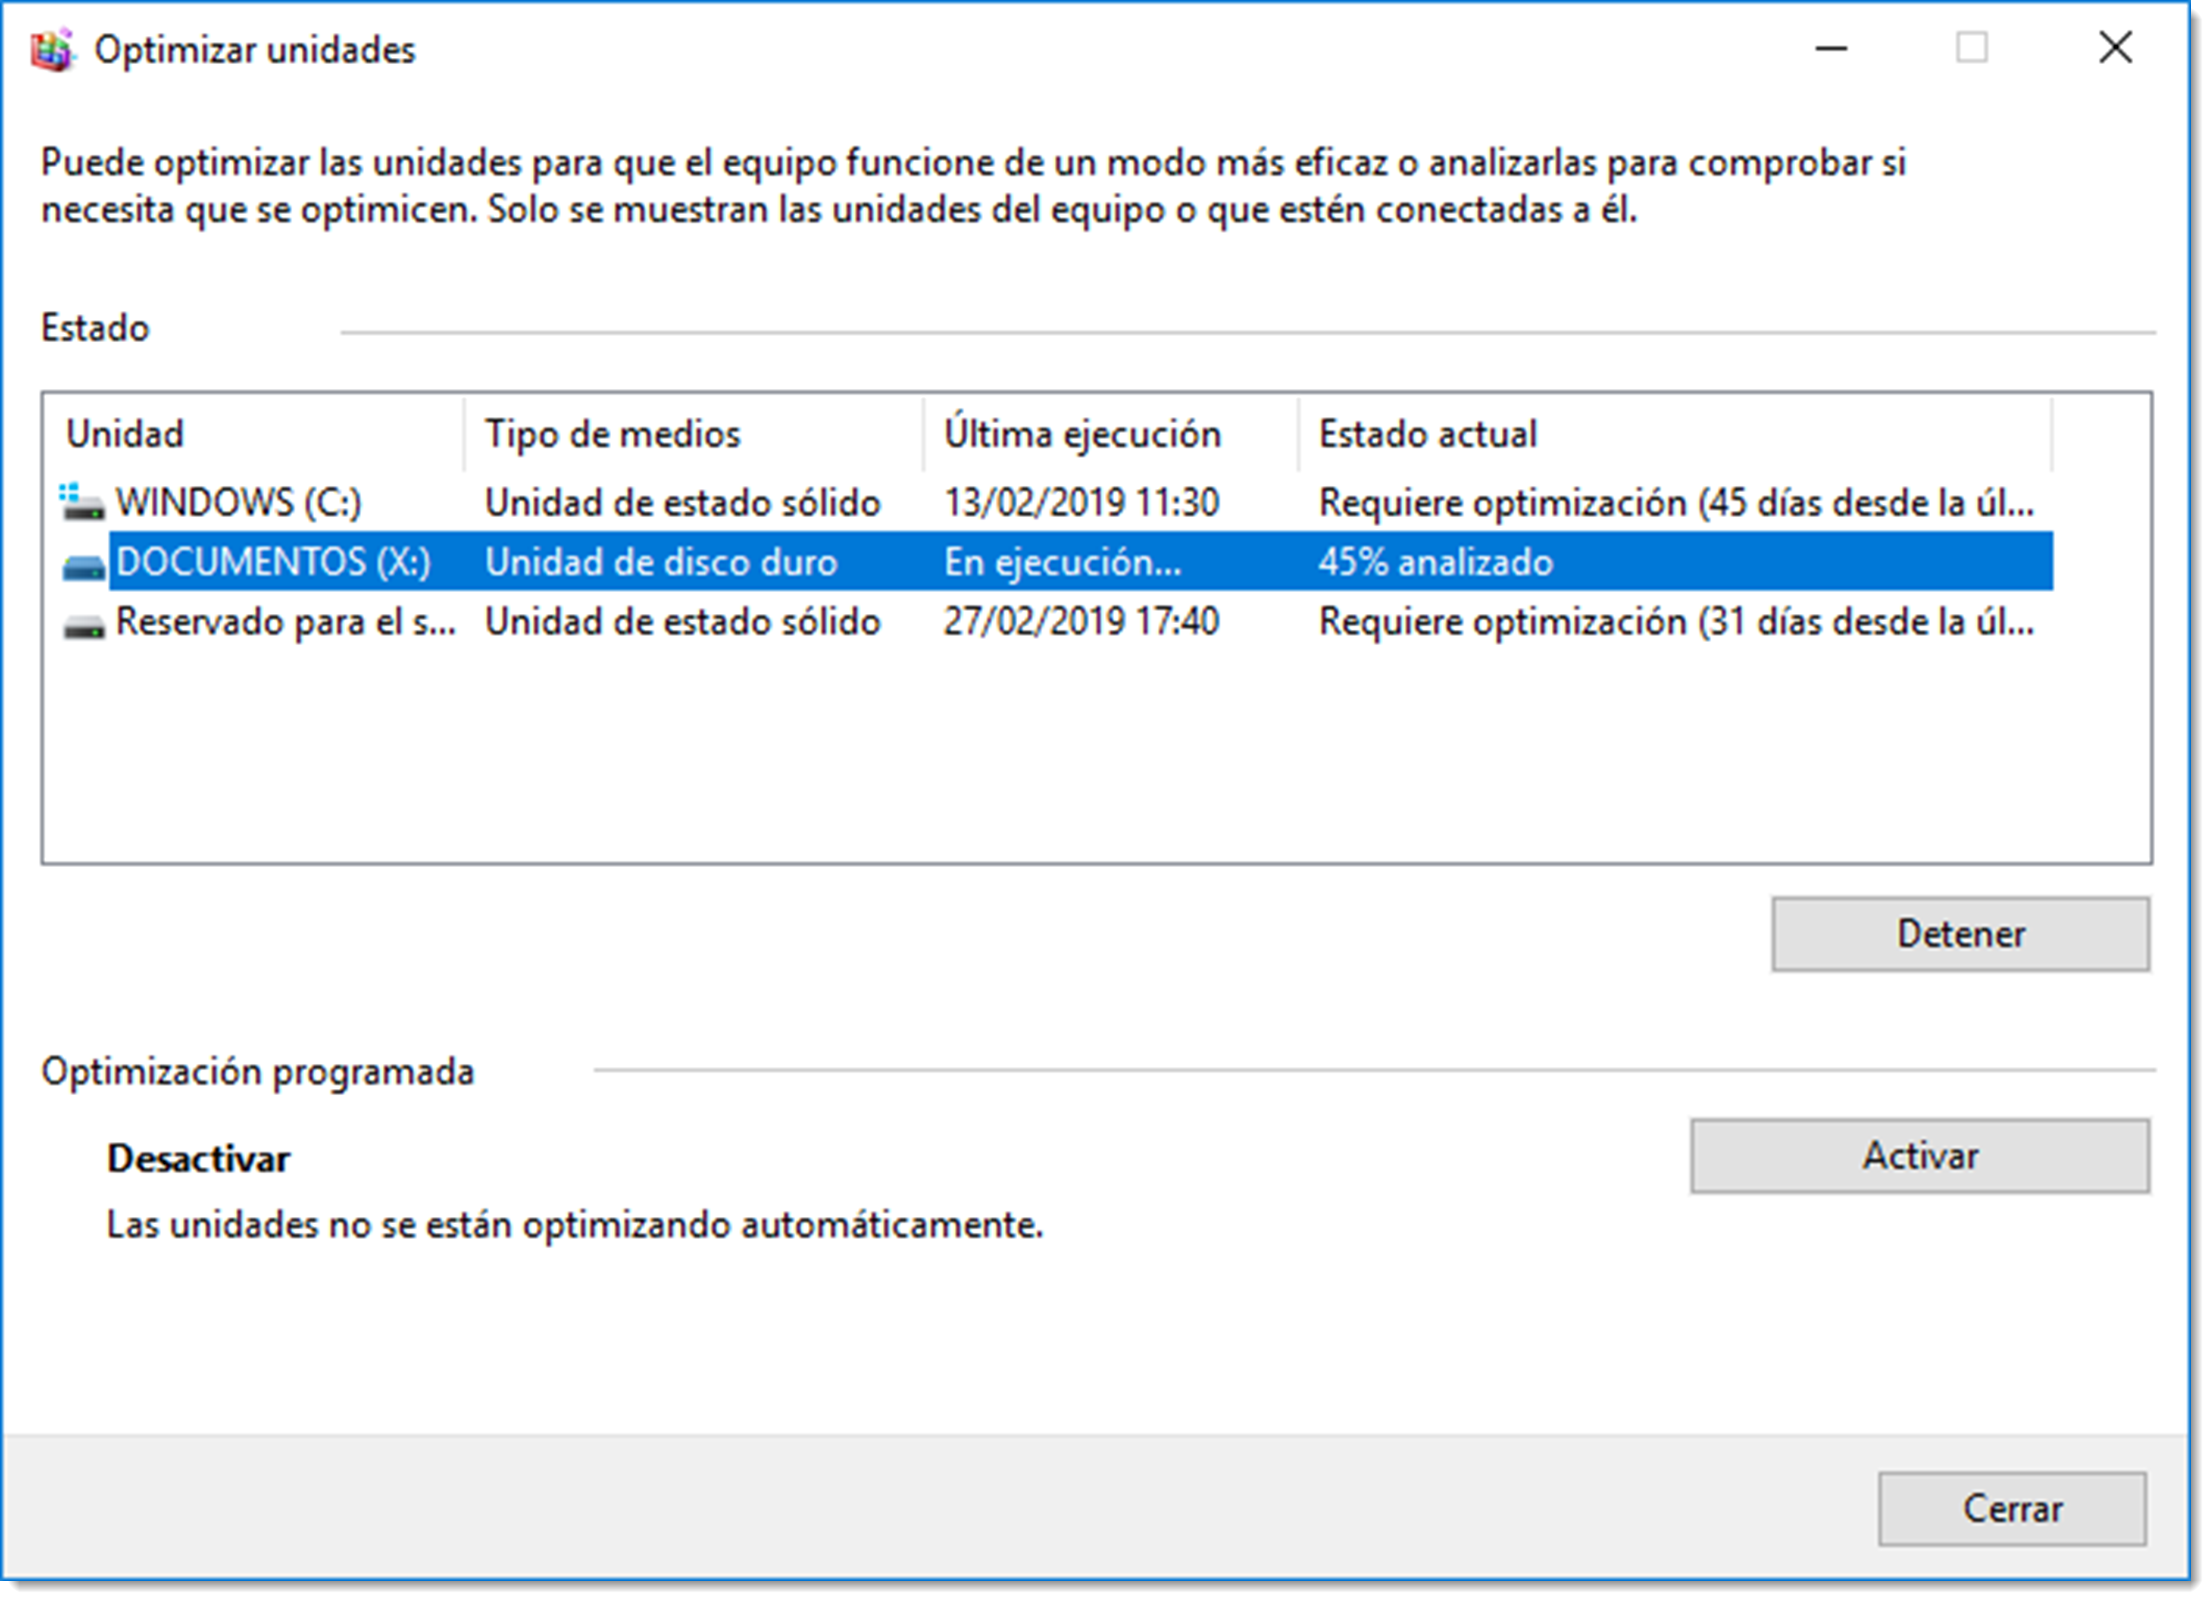 Optimizar unidades
Puede optimizar las unidades para que el equipo funcione de un modo más eficaz o analizarlas para comprobar si
necesita que se optimicen. Solo se muestran las unidades del equipo o que estén conectadas a él.
Estado
Unidad Tipo de medios Última ejecución Estado actual
WINDOWS (C:) Unidad de estado sólido 13/02/2019 11:30 Requiere optimización (45 días desde la úl...
DOCUMENTOS (X:) Unidad de disco duro En ejecución... 45% analizado
Reservado para el s... Unidad de estado sólido 27/02/2019 17:40 Requiere optimización (31 días desde la úl...
Detener
Optimización programada
Desactivar
Activar
Las unidades no se están optimizando automáticamente.
Cerrar